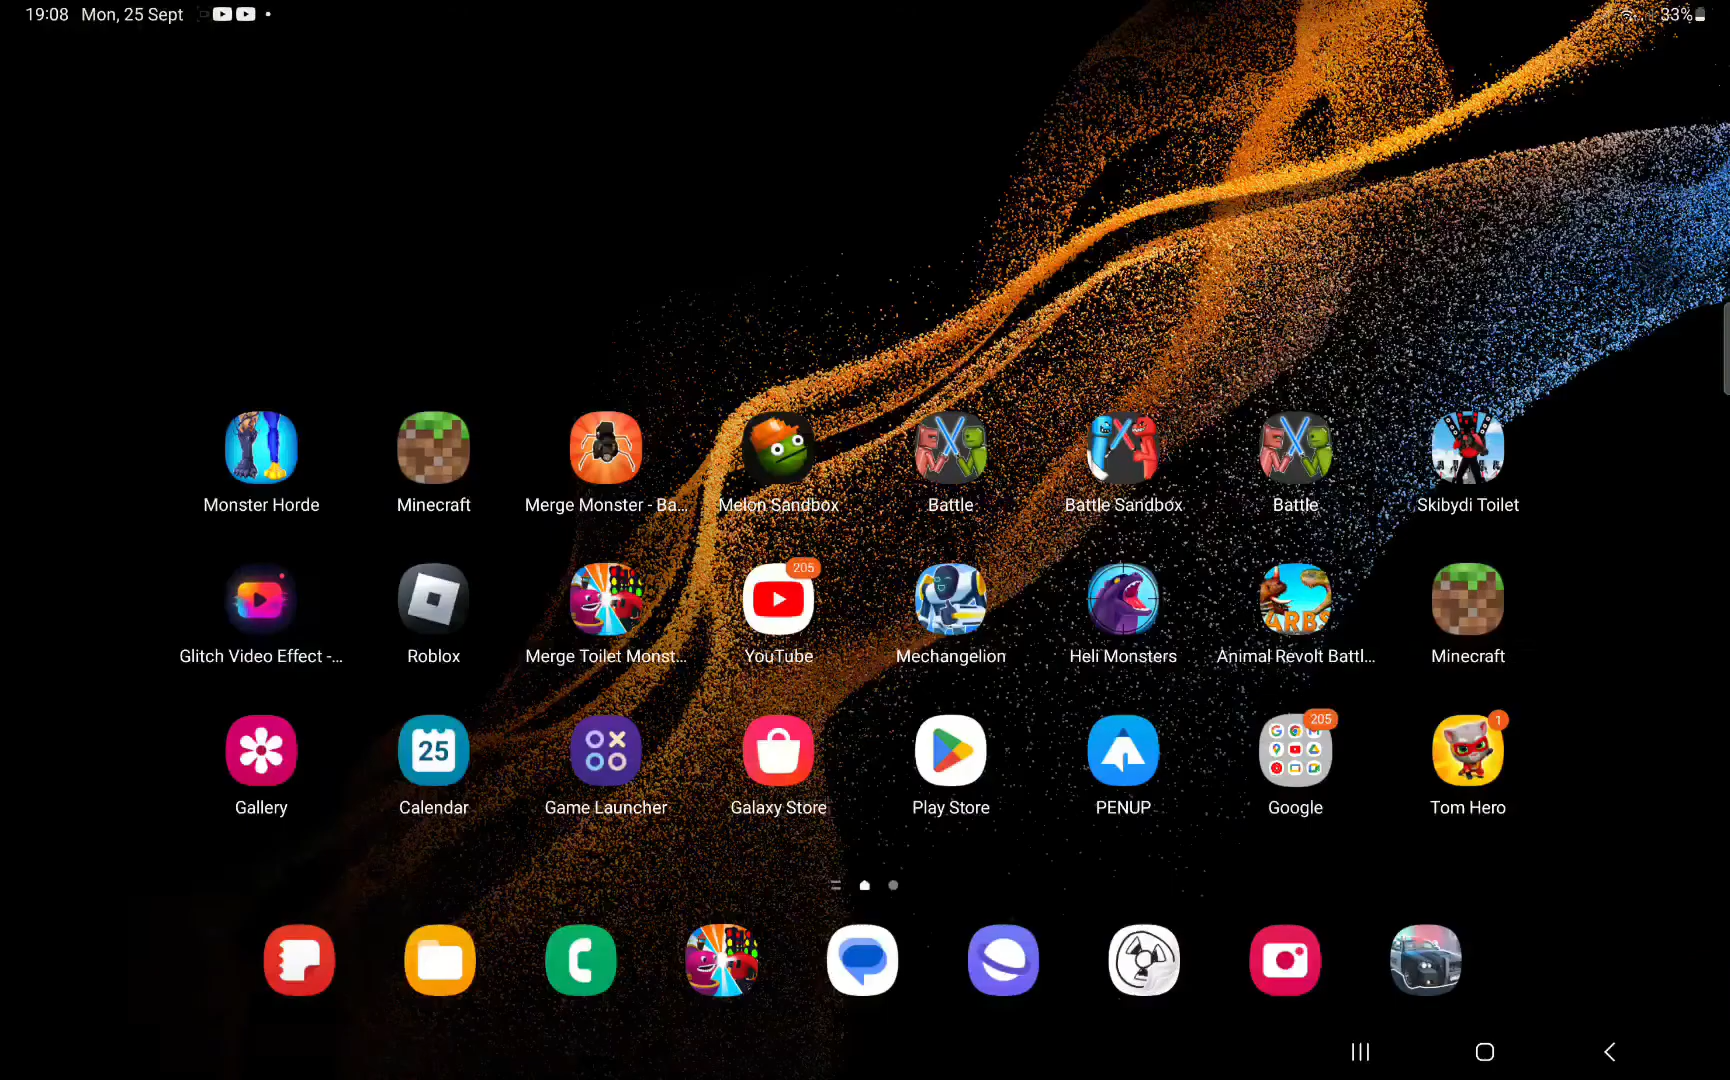 19:08 Mon, 25 Sept 33%
Monster Horde Minecraft Merge Monster - Ba... Melon Sandbox Battle Battle Sandbox Battle Skibydi Toilet
205
Glitch Video Effect -... Roblox Merge Toilet Monst... YouTube Mechangelion Heli Monsters Animal Revolt Battl... Minecraft
ARBS
25 205 1
Gallery Calendar Game Launcher Galaxy Store Play Store PENUP Google Tom Hero